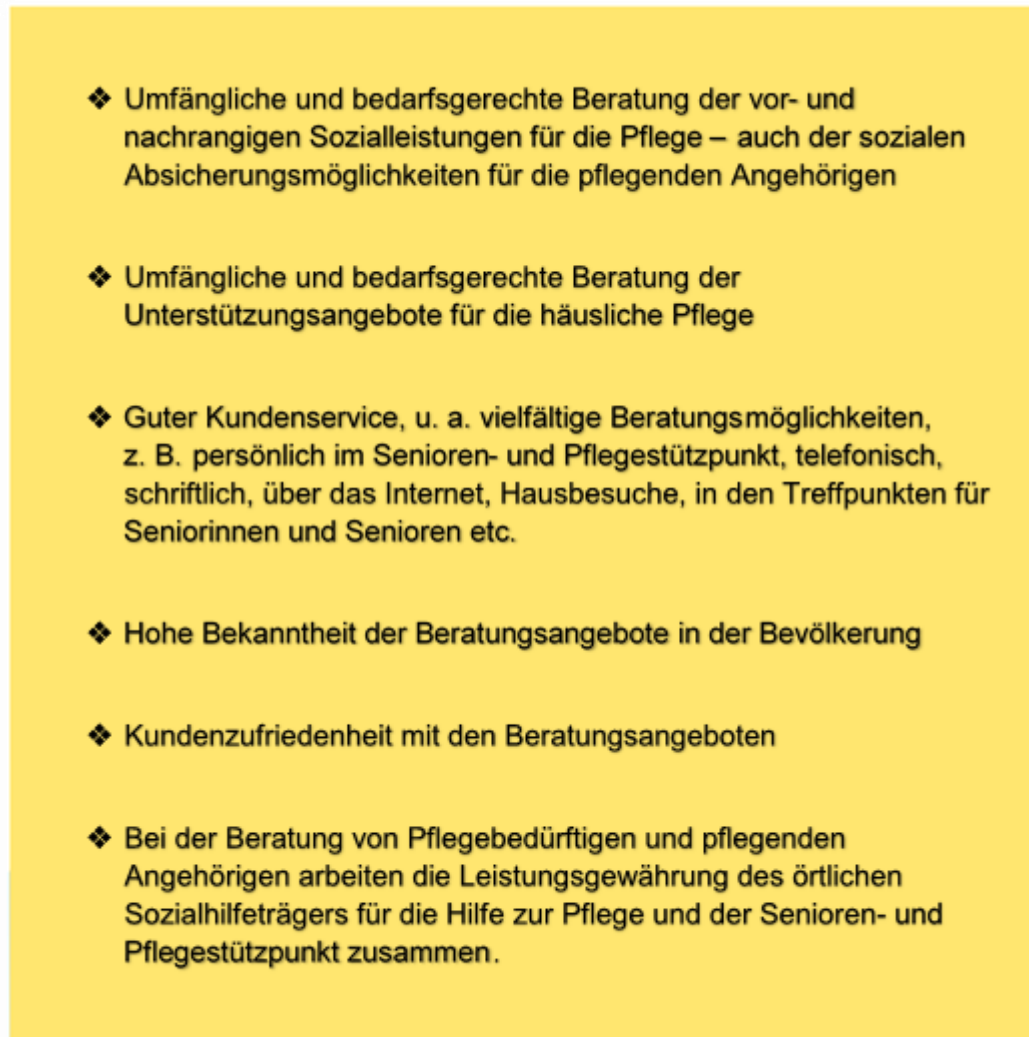 ❖ Umfängliche und bedarfsgerechte Beratung der vor- und
nachrangigen Sozialleistungen für die Pflege – auch der sozialen
Absicherungsmöglichkeiten für die pflegenden Angehörigen
❖ Umfängliche und bedarfsgerechte Beratung der
Unterstützungsangebote für die häusliche Pflege
❖ Guter Kundenservice, u. a. vielfältige Beratungsmöglichkeiten,
z. B. persönlich im Senioren- und Pflegestützpunkt, telefonisch,
schriftlich, über das Internet, Hausbesuche, in den Treffpunkten für
Seniorinnen und Senioren etc.
❖ Hohe Bekanntheit der Beratungsangebote in der Bevölkerung
❖ Kundenzufriedenheit mit den Beratungsangeboten
❖ Bei der Beratung von Pflegebedürftigen und pflegenden
Angehörigen arbeiten die Leistungsgewährung des örtlichen
Sozialhilfeträgers für die Hilfe zur Pflege und der Senioren- und
Pflegestützpunkt zusammen.